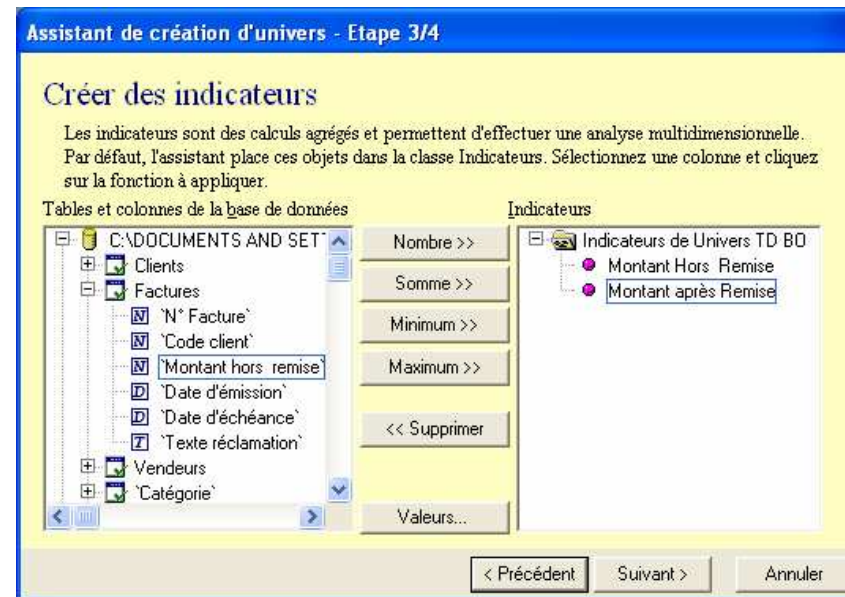 Assistant de création d'univers - Etape 3/4
Créer des indicateurs
Les indicateurs sont des calculs agrégés et permettent d'effectuer une analyse multidimensionnelle.
Par défaut, l'assistant place ces objets dans la classe Indicateurs. Sélectionnez une colonne et cliquez
sur la fonction à appliquer.
Tables et colonnes de la base de données
C:\DOCUMENTS AND SET
Clients
Factures
N `N° Facture`
N `Code client`
N `Montant hors remise`
D `Date d'émission`
D `Date d'échéance`
T `Texte réclamation`
Vendeurs
`Catégorie`
Nombre >>
Somme >>
Minimum >>
Maximum >>
<< Supprimer
Valeurs...
Indicateurs
Indicateurs de Univers TD BO
Montant Hors Remise
Montant après Remise
< Précédent
Suivant >
Annuler